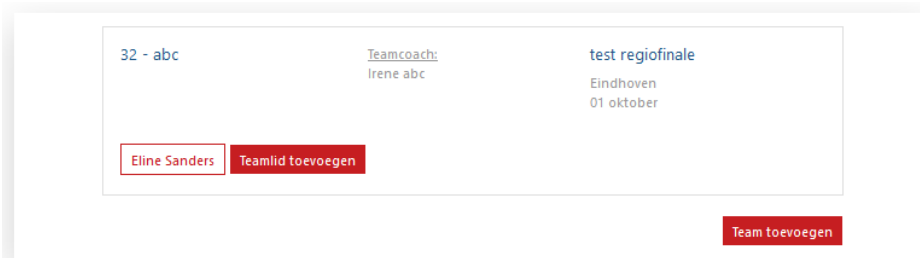 32 - abc
Teamcoach:
Irene abc
test regiofinale
Eindhoven
01 oktober
Eline Sanders
Teamlid toevoegen
Team toevoegen